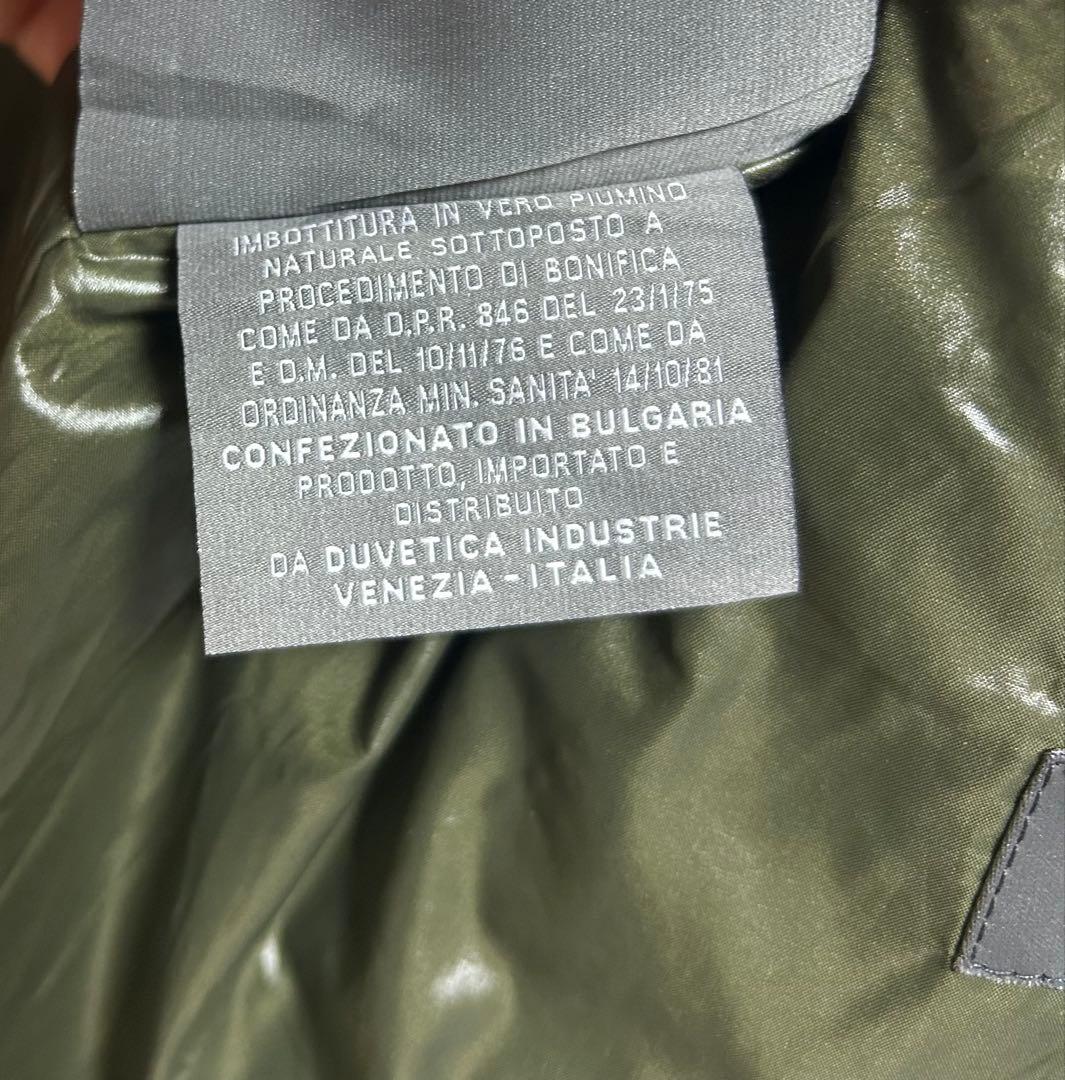 IMBOTTITURA IN VERO PIUMINO
NATURALE SOTTOPOSTO A
PROCEDIMENTO DI BONIFICA
COME DA D.P.R. 846 DEL 23/1/75
E D.M. DEL 10/11/76 E COME DA
ORDINANZA MIN. SANITA' 14/10/81
CONFEZIONATO IN BULGARIA
PRODOTTO, IMPORTATO E
DISTRIBUITO
DA DUVETICA INDUSTRIE
VENEZIA-ITALIA